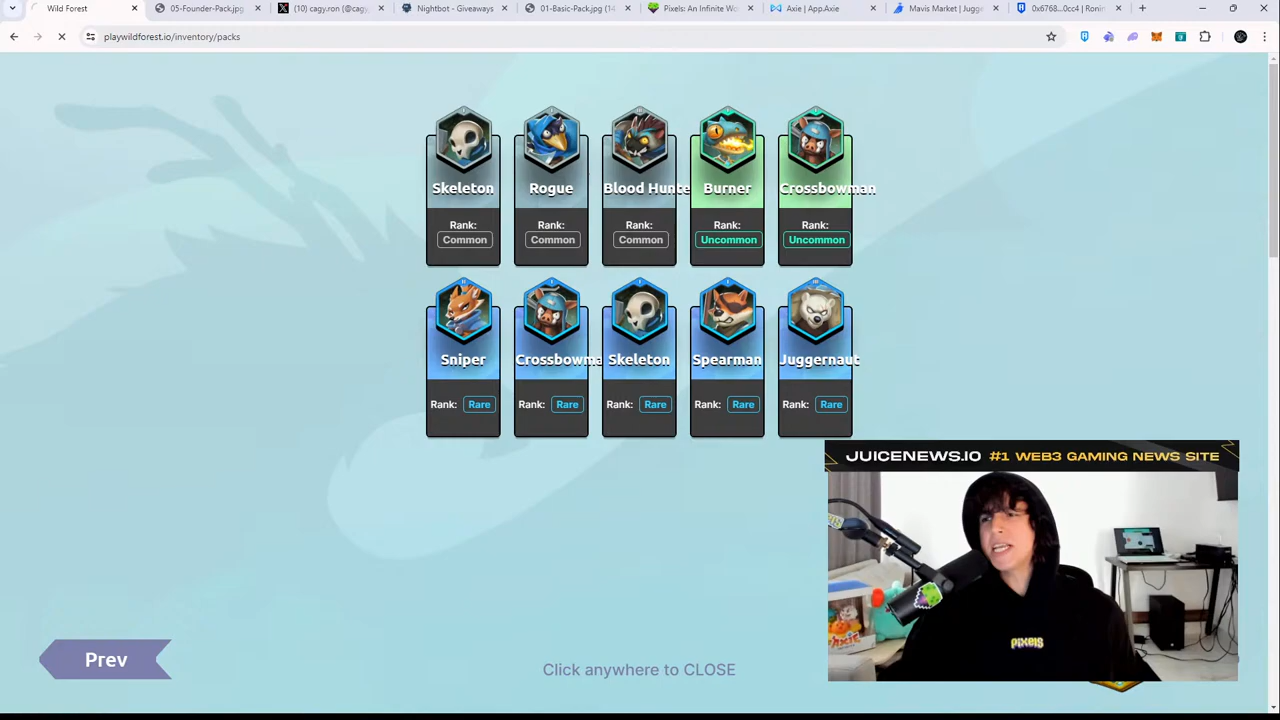 Wild Forest
05-Founder-Pack.jpg
(10) cagy.ron (@cagy.
Nightbot - Giveaways
01-Basic-Pack.jpg (14
Pixels: An Infinite Wo
Axie | App.Axie
Mavis Market | Jugge
0x6768...0cc4 | Ronin
playwildforest.io/inventory/packs
Skeleton
Rogue
Blood Hunte
Burner
Crossbowman
Rank: Common
Rank: Common
Rank: Common
Rank: Uncommon
Rank: Uncommon
Sniper
Crossbowma
Skeleton
Spearman
Juggernaut
Rank: Rare
Rank: Rare
Rank: Rare
Rank: Rare
Rank: Rare
JUICENEWS.IO #1 WEB3 GAMING NEWS SITE
AXIE
pixels
Prev
Click anywhere to CLOSE